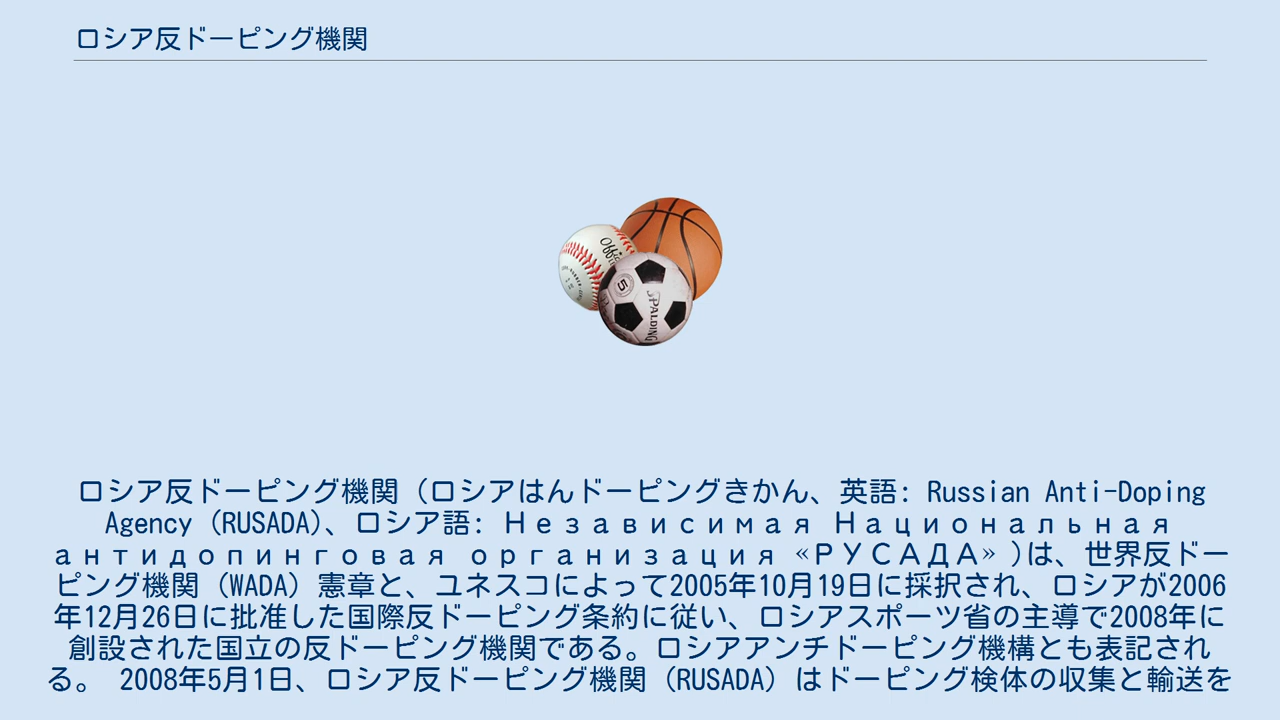 ロシア反ドーピング機関
Official
5
SPALDING
ロシア反ドーピング機関（ロシアはんドーピングきかん、英語: Russian Anti-Doping
Agency（RUSADA)、ロシア語: Независимая Национальная
антидопинговая организация «РУСАДА» )は、世界反ドー
ピング機関（WADA）憲章と、ユネスコによって2005年10月19日に採択され、ロシアが2006
年12月26日に批准した国際反ドーピング条約に従い、ロシアスポーツ省の主導で2008年に
創設された国立の反ドーピング機関である。ロシアアンチドーピング機構とも表記され
る。 2008年5月1日、ロシア反ドーピング機関（RUSADA）はドーピング検体の収集と輸送を